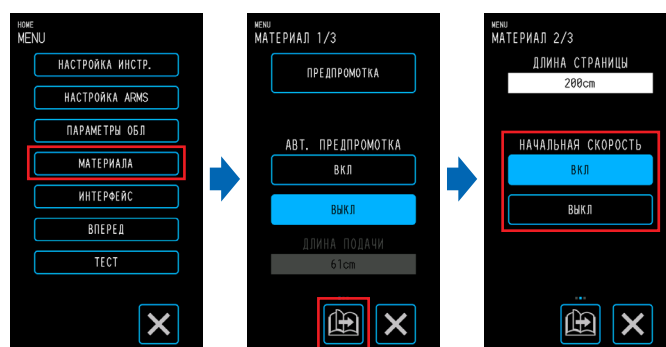 HOME
MENU
НАСТРОЙКА ИНСТР.
НАСТРОЙКА ARMS
ПАРАМЕТРЫ ОБЛ
МАТЕРИАЛА
ИНТЕРФЕЙС
ВПЕРЕД
ТЕСТ
MENU
МАТЕРИАЛ 1/3
ПРЕДПРОМОТКА
АВТ. ПРЕДПРОМОТКА
ВКЛ
ВЫКЛ
ДЛИНА ПОДАЧИ
61cm
MENU
МАТЕРИАЛ 2/3
ДЛИНА СТРАНИЦЫ
200cm
НАЧАЛЬНАЯ СКОРОСТЬ
ВКЛ
ВЫКЛ